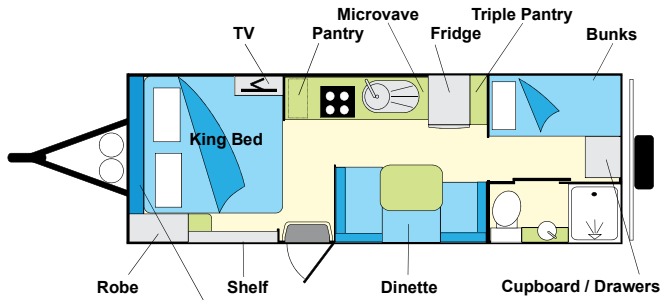 Microvave
Triple Pantry
TV
Pantry
Fridge
Bunks
King Bed
Robe
Shelf
Dinette
Cupboard / Drawers